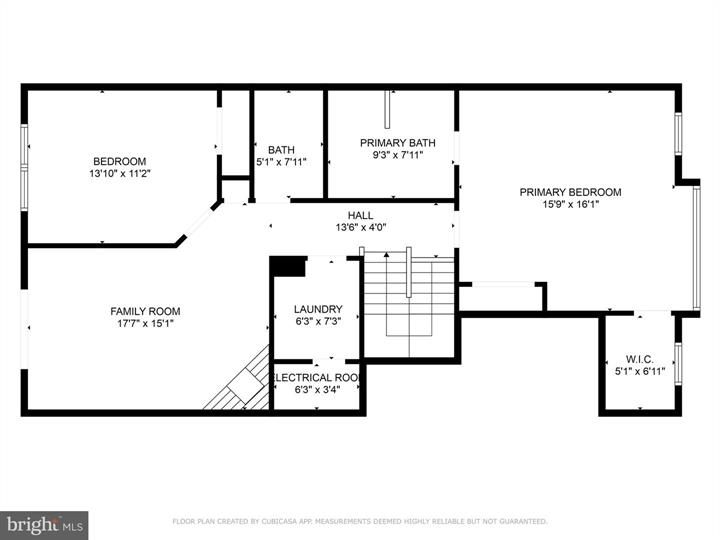 BEDROOM
13'10" × 11'2"
BATH
5'1" × 7'11"
PRIMARY BATH
9'3" × 7'11"
PRIMARY BEDROOM
15'9" × 16'1"
HALL
13'6" × 4'0"
FAMILY ROOM
17'7" × 15'1"
LAUNDRY
6'3" × 7'3"
ELECTRICAL ROOM
6'3" × 3'4"
W.I.C.
5'1" × 6'11"
FLOOR PLAN CREATED BY CUBICASA APP. MEASUREMENTS DEEMED HIGHLY RELIABLE BUT NOT GUARANTEED.
bright MLS